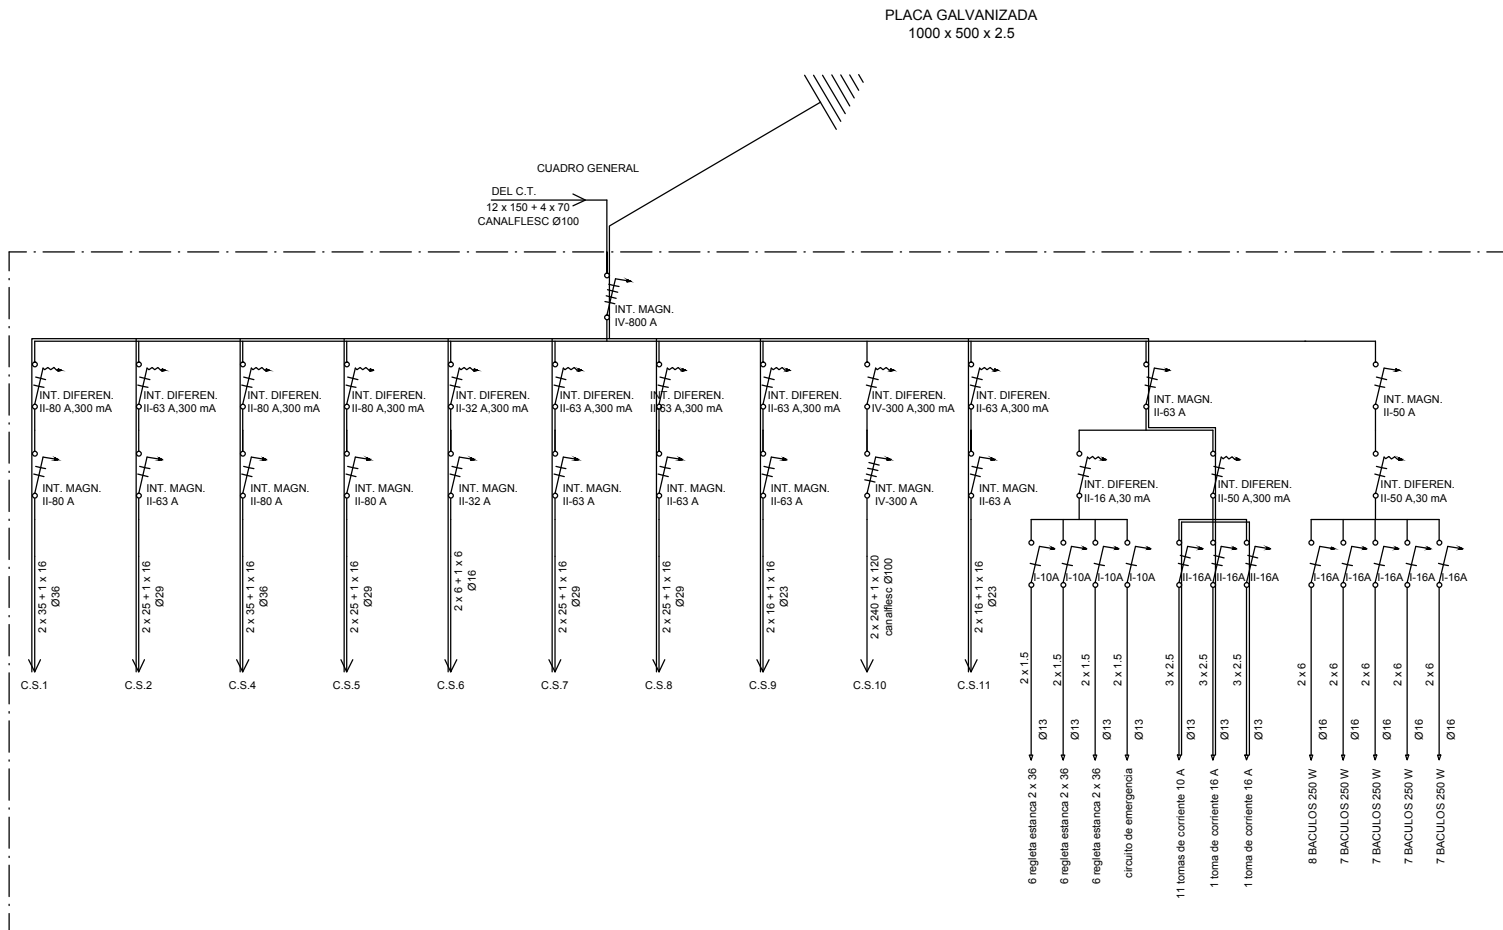 PLACA GALVANIZADA
1000 x 500 x 2.5
CUADRO GENERAL
DEL C.T.
12 x 150 + 4 x 70
CANALFLESC Ø100
INT. MAGN.
IV-800 A
INT. DIFEREN.
II-80 A,300 mA
INT. DIFEREN.
II-63 A,300 mA
INT. DIFEREN.
II-80 A,300 mA
INT. DIFEREN.
II-80 A,300 mA
INT. DIFEREN.
II-32 A,300 mA
INT. DIFEREN.
II-63 A,300 mA
INT. DIFEREN.
II-63 A,300 mA
INT. DIFEREN.
II-63 A,300 mA
INT. DIFEREN.
IV-300 A,300 mA
INT. DIFEREN.
II-63 A,300 mA
INT. MAGN.
II-63 A
INT. MAGN.
II-50 A
INT. MAGN.
II-80 A
INT. MAGN.
II-63 A
INT. MAGN.
II-80 A
INT. MAGN.
II-80 A
INT. MAGN.
II-32 A
INT. MAGN.
II-63 A
INT. MAGN.
II-63 A
INT. MAGN.
II-63 A
INT. MAGN.
IV-300 A
INT. MAGN.
II-63 A
INT. DIFEREN.
II-16 A,30 mA
INT. DIFEREN.
II-50 A,300 mA
INT. DIFEREN.
II-50 A,30 mA
I-10A
I-10A
I-10A
I-10A
II-16A
II-16A
II-16A
I-16A
I-16A
I-16A
I-16A
I-16A
2 x 35 + 1 x 16
Ø36
2 x 25 + 1 x 16
Ø29
2 x 35 + 1 x 16
Ø36
2 x 25 + 1 x 16
Ø29
2 x 6 + 1 x 6
Ø16
2 x 25 + 1 x 16
Ø29
2 x 25 + 1 x 16
Ø29
2 x 16 + 1 x 16
Ø23
2 x 240 + 1 x 120
canalflesc Ø100
2 x 16 + 1 x 16
Ø23
C.S.1
C.S.2
C.S.4
C.S.5
C.S.6
C.S.7
C.S.8
C.S.9
C.S.10
C.S.11
2 x 1.5
2 x 1.5
2 x 1.5
2 x 1.5
3 x 2.5
3 x 2.5
3 x 2.5
2 x 6
2 x 6
2 x 6
2 x 6
2 x 6
Ø13
Ø13
Ø13
Ø13
Ø13
Ø13
Ø13
Ø16
Ø16
Ø16
Ø16
Ø16
6 regleta estanca 2 x 36
6 regleta estanca 2 x 36
6 regleta estanca 2 x 36
circuito de emergencia
11 tomas de corriente 10 A
1 toma de corriente 16 A
1 toma de corriente 16 A
8 BACULOS 250 W
7 BACULOS 250 W
7 BACULOS 250 W
7 BACULOS 250 W
7 BACULOS 250 W